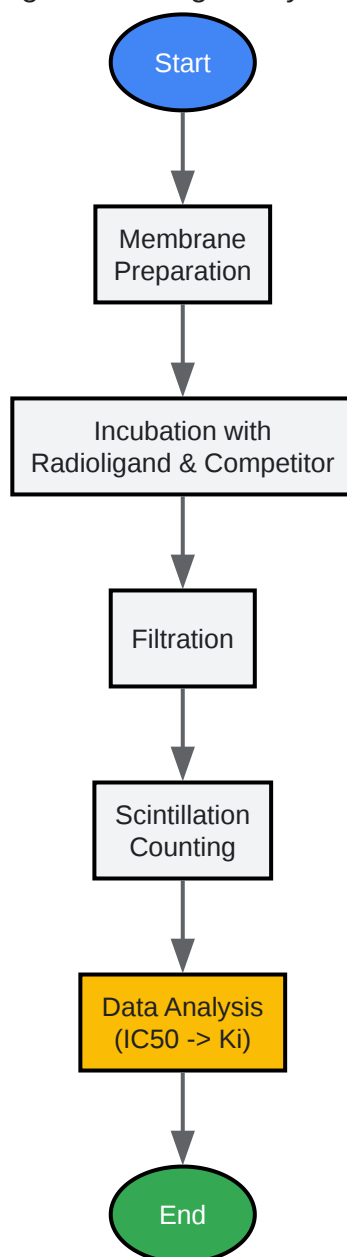 Start
Membrane
Preparation
Incubation with
Radioligand & Competitor
Filtration
Scintillation
Counting
Data Analysis
(IC50 -> Ki)
End